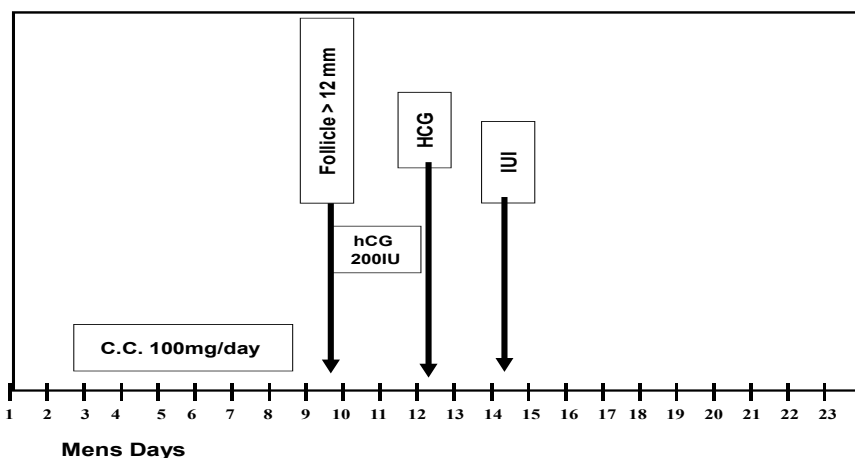 Follicle > 12 mm
HCG
IUI
hCG
200IU
C.C. 100mg/day
1 2 3 4 5 6 7 8 9 10 11 12 13 14 15 16 17 18 19 20 21 22 23
Mens Days